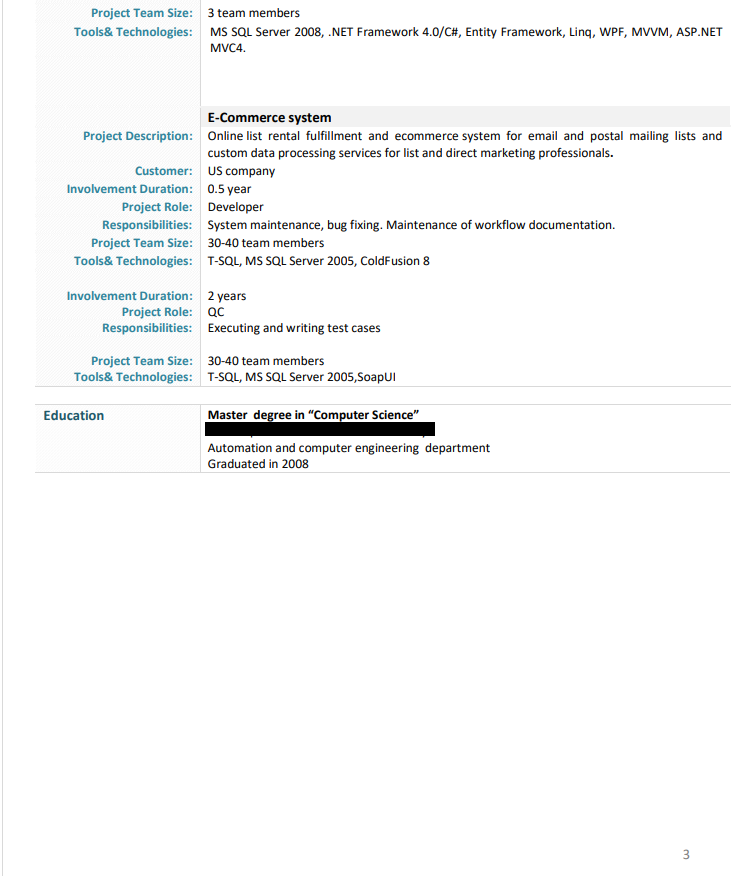 Project Team Size: 3 team members
Tools& Technologies: MS SQL Server 2008, .NET Framework 4.0/C#, Entity Framework, Linq, WPF, MVVM, ASP.NET
MVC4.
E-Commerce system
Project Description: Online list rental fulfillment and ecommerce system for email and postal mailing lists and
custom data processing services for list and direct marketing professionals.
Customer: US company
Involvement Duration: 0.5 year
Project Role: Developer
Responsibilities: System maintenance, bug fixing. Maintenance of workflow documentation.
Project Team Size: 30-40 team members
Tools& Technologies: T-SQL, MS SQL Server 2005, ColdFusion 8
Involvement Duration: 2 years
Project Role: QC
Responsibilities: Executing and writing test cases
Project Team Size: 30-40 team members
Tools& Technologies: T-SQL, MS SQL Server 2005,SoapUI
Education Master degree in “Computer Science”
Automation and computer engineering department
Graduated in 2008
3